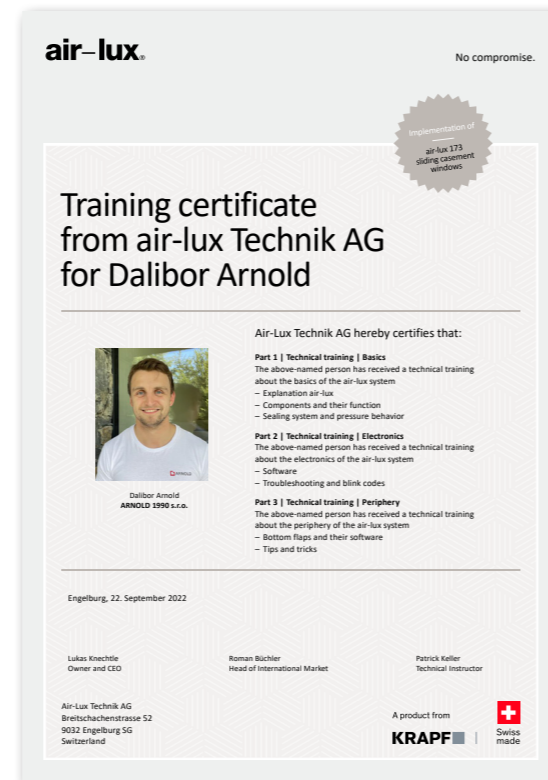 air–lux®
No compromise.
Implementation of
air-lux 173
sliding casement
windows
Training certificate
from air-lux Technik AG
for Dalibor Arnold
Air-Lux Technik AG hereby certifies that:
Part 1 | Technical training | Basics
The above-named person has received a technical training
about the basics of the air-lux system
– Explanation air-lux
– Components and their function
– Sealing system and pressure behavior
Part 2 | Technical training | Electronics
The above-named person has received a technical training
about the electronics of the air-lux system
– Software
– Troubleshooting and blink codes
Part 3 | Technical training | Periphery
The above-named person has received a technical training
about the periphery of the air-lux system
– Bottom flaps and their software
– Tips and tricks
ARNOLD
Dalibor Arnold
ARNOLD 1990 s.r.o.
Engelburg, 22. September 2022
Lukas Knechtle
Owner and CEO
Roman Büchler
Head of International Market
Patrick Keller
Technical Instructor
Air-Lux Technik AG
Breitschachenstrasse 52
9032 Engelburg SG
Switzerland
A product from
KRAPF
Swiss
made